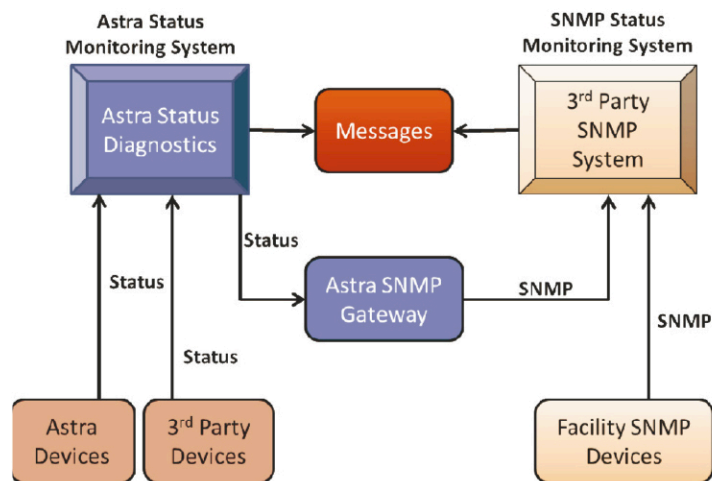 Astra Status
Monitoring System
SNMP Status
Monitoring System
Astra Status
Diagnostics
Messages
3rd Party
SNMP
System
Status
Status
Astra SNMP
Gateway
SNMP
SNMP
Status
Astra
Devices
3rd Party
Devices
Facility SNMP
Devices